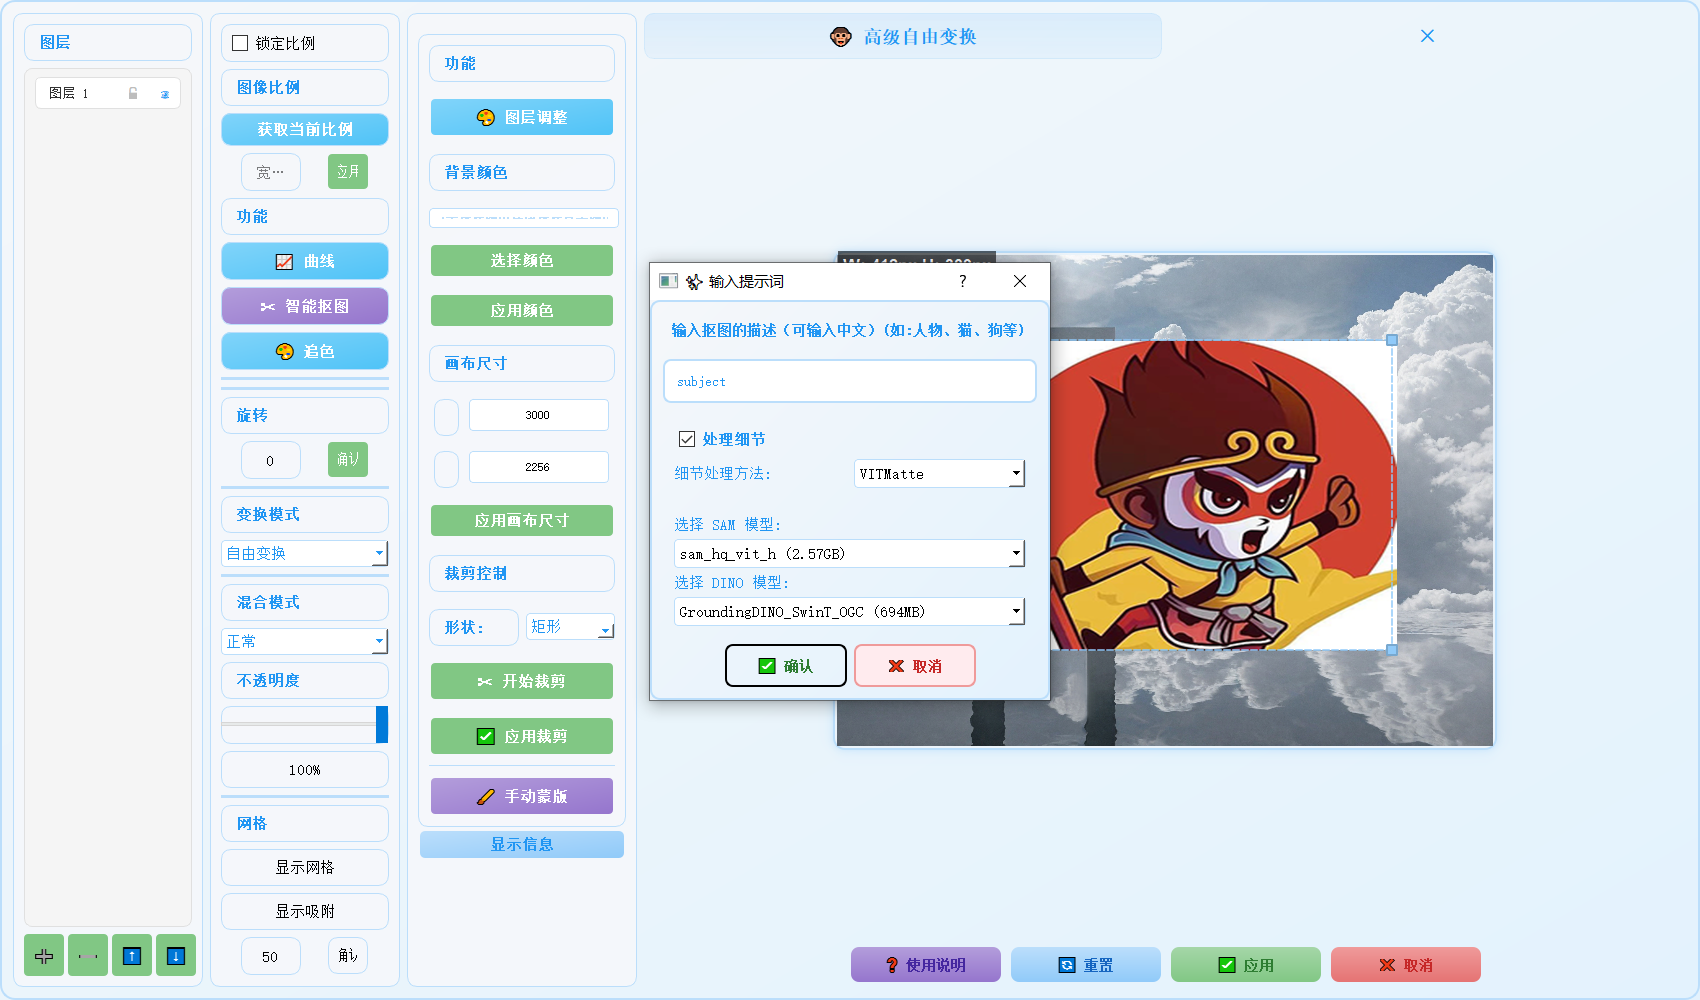 图层
图层 1
锁定比例
图像比例
获取当前比例
宽…
应用
功能
曲线
智能抠图
追色
旋转
0
确认
变换模式
自由变换
混合模式
正常
不透明度
100%
网格
显示网格
显示吸附
50
功能
图层调整
背景颜色
选择颜色
应用颜色
画布尺寸
3000
2256
应用画布尺寸
裁剪控制
形状:
矩形
开始裁剪
应用裁剪
手动蒙版
显示信息
高级自由变换
输入提示词
?
输入抠图的描述（可输入中文）(如:人物、猫、狗等)
subject
处理细节
细节处理方法:
VITMatte
选择 SAM 模型:
sam_hq_vit_h (2.57GB)
选择 DINO 模型:
GroundingDINO_SwinT_OGC (694MB)
确认
取消
使用说明
重置
应用
取消